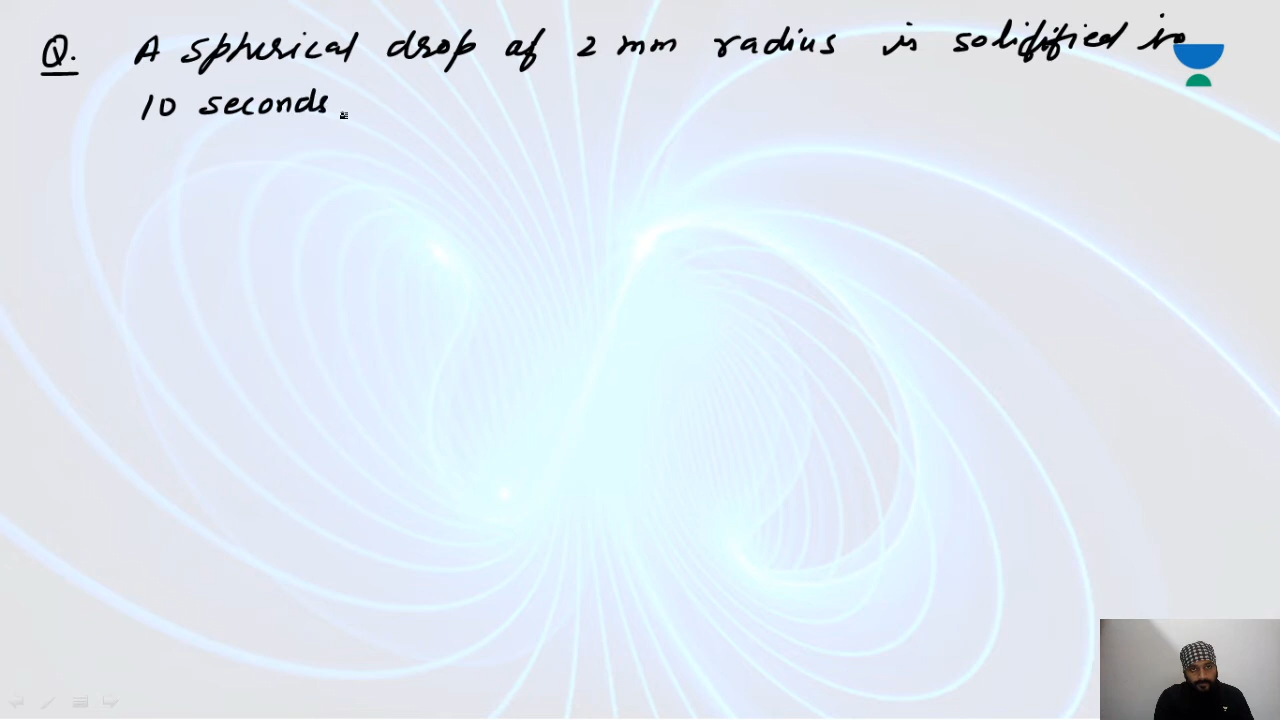 Q. A spherical drop of 2 mm radius is solidified in
10 seconds.